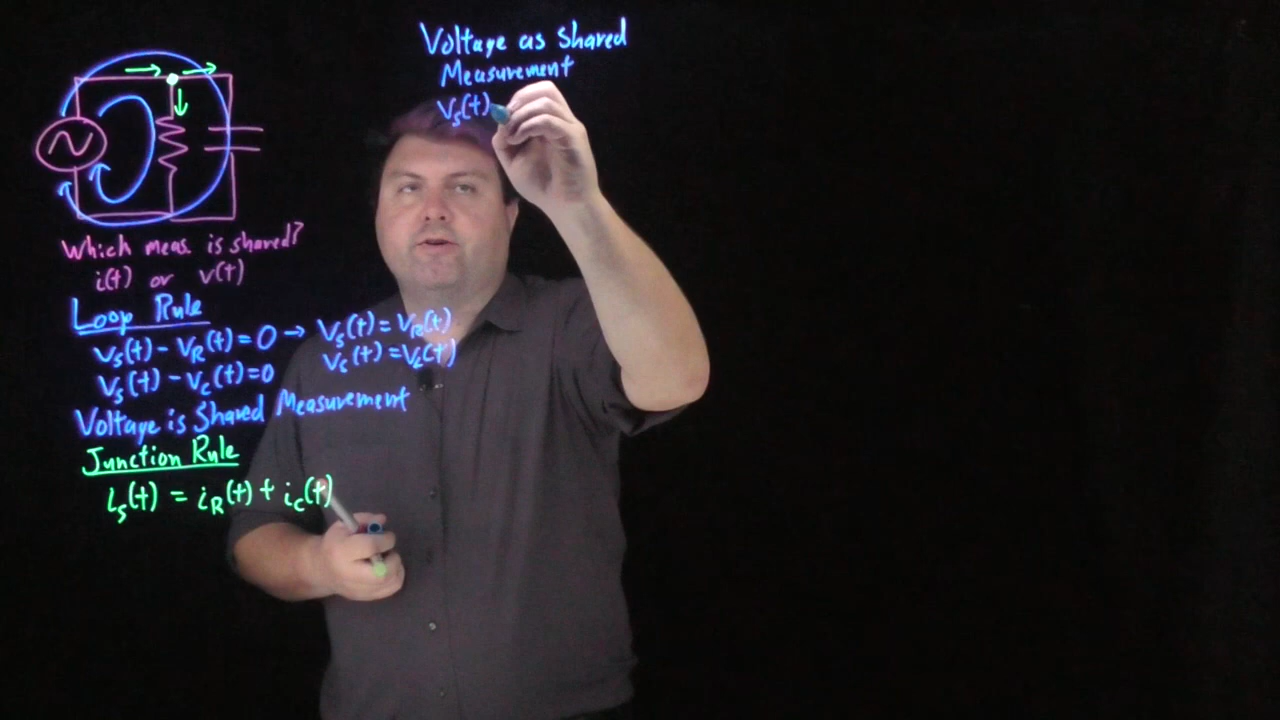 Which meas. is shared?
i(t) or v(t)
Loop Rule
Vs(t) - VR(t) = 0 → Vs(t) = VR(t)
Vs(t) - Vc(t) = 0 Vs(t) = Vc(t)
Voltage is Shared Measurement
Junction Rule
is(t) = iR(t) + ic(t)
Voltage as Shared
Measurement
Vs(t)